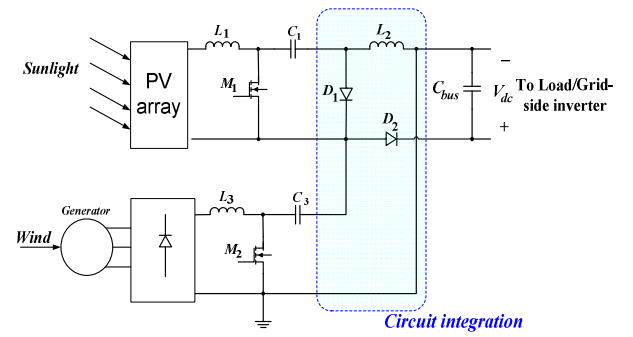 L1
C1
L2
Sunlight
PV
array
M1
D1
Cbus
−
Vdc
+
To Load/Grid-
side inverter
D2
Generator
Wind
L3
C3
M2
Circuit integration